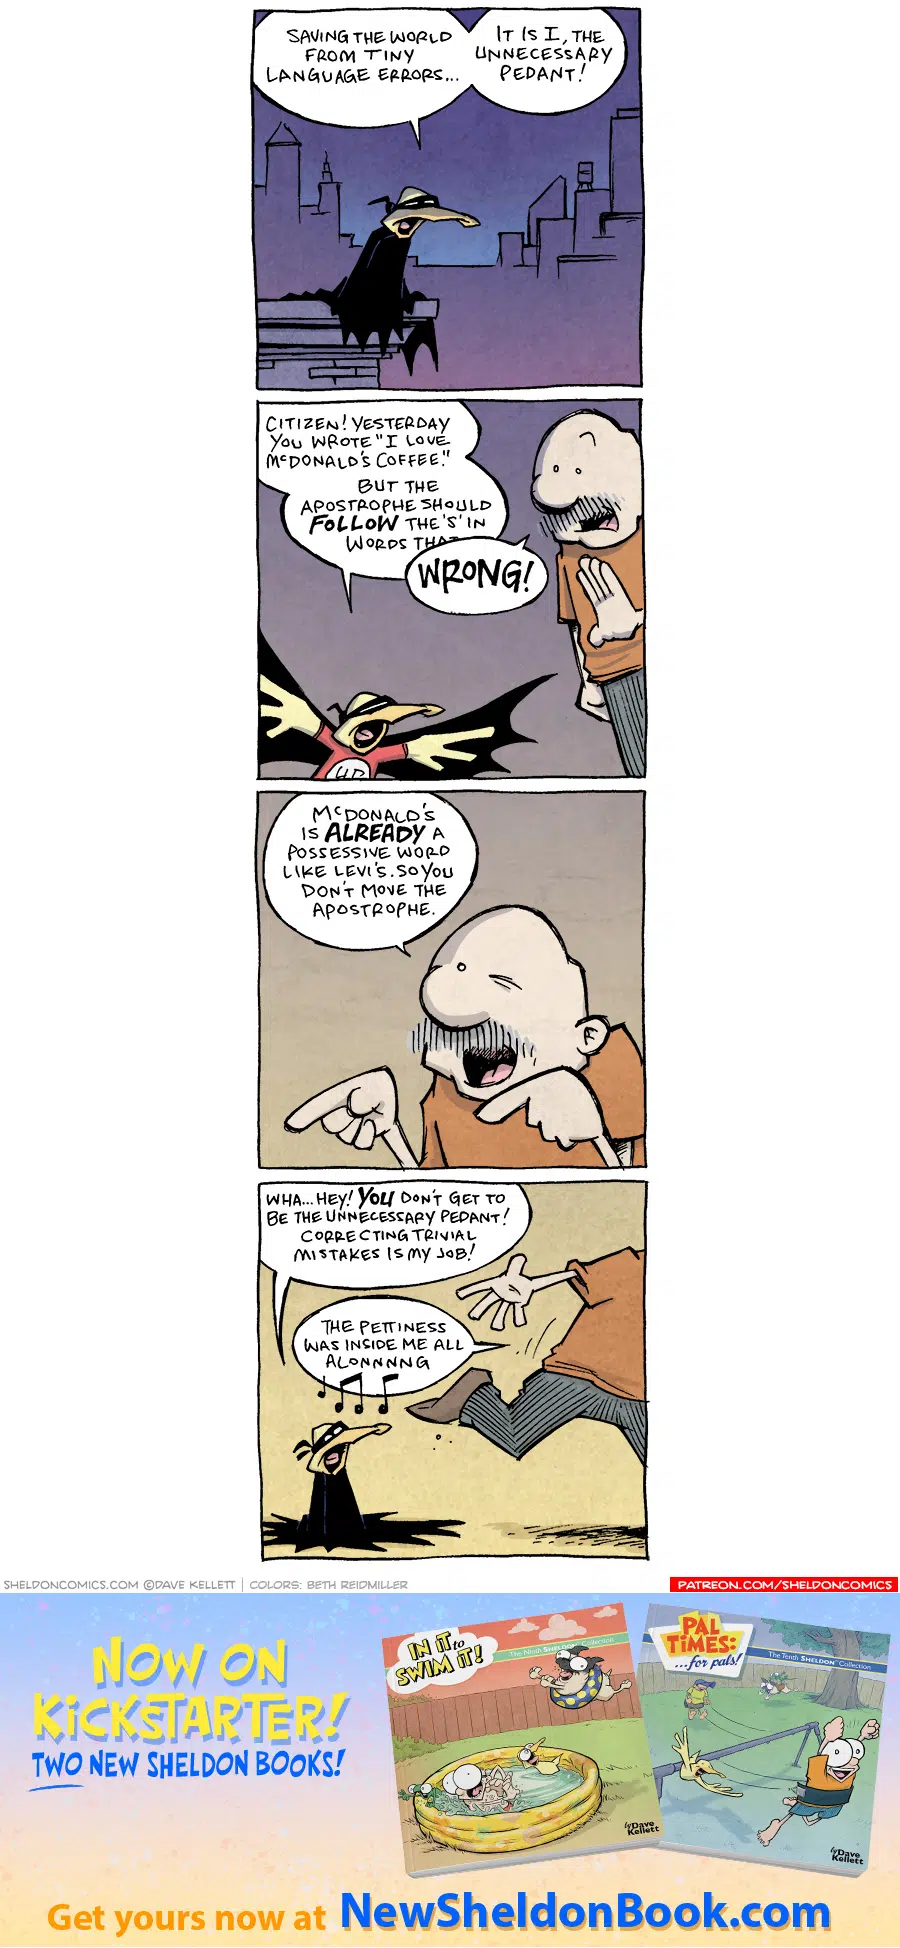 SAVING THE WORLD
FROM TINY
LANGUAGE ERRORS...
IT IS I, THE
UNNECESSARY
PEDANT!
CITIZEN! YESTERDAY
YOU WROTE "I LOVE
McDONALD'S COFFEE."
BUT THE
APOSTROPHE SHOULD
FOLLOW THE 'S' IN
WORDS THAT
WRONG!
UP
McDONALD'S
IS ALREADY A
POSSESSIVE WORD
LIKE LEVI'S. SO YOU
DON'T MOVE THE
APOSTROPHE.
WHA... HEY! YOU DON'T GET TO
BE THE UNNECESSARY PEDANT!
CORRECTING TRIVIAL
MISTAKES IS MY JOB!
THE PETTINESS
WAS INSIDE ME ALL
ALONNNNG
SHELDONCOMICS.COM ©DAVE KELLETT | COLORS: BETH REIDMILLER
PATREON.COM/SHELDONCOMICS
NOW ON
KICKSTARTER!
TWO NEW SHELDON BOOKS!
IN IT to
SWIM IT!
The Ninth SHELDON™ Collection
by Dave
Kellett
PAL
TIMES:
...for pals!
The Tenth SHELDON™ Collection
by Dave
Kellett
Get yours now at NewSheldonBook.com